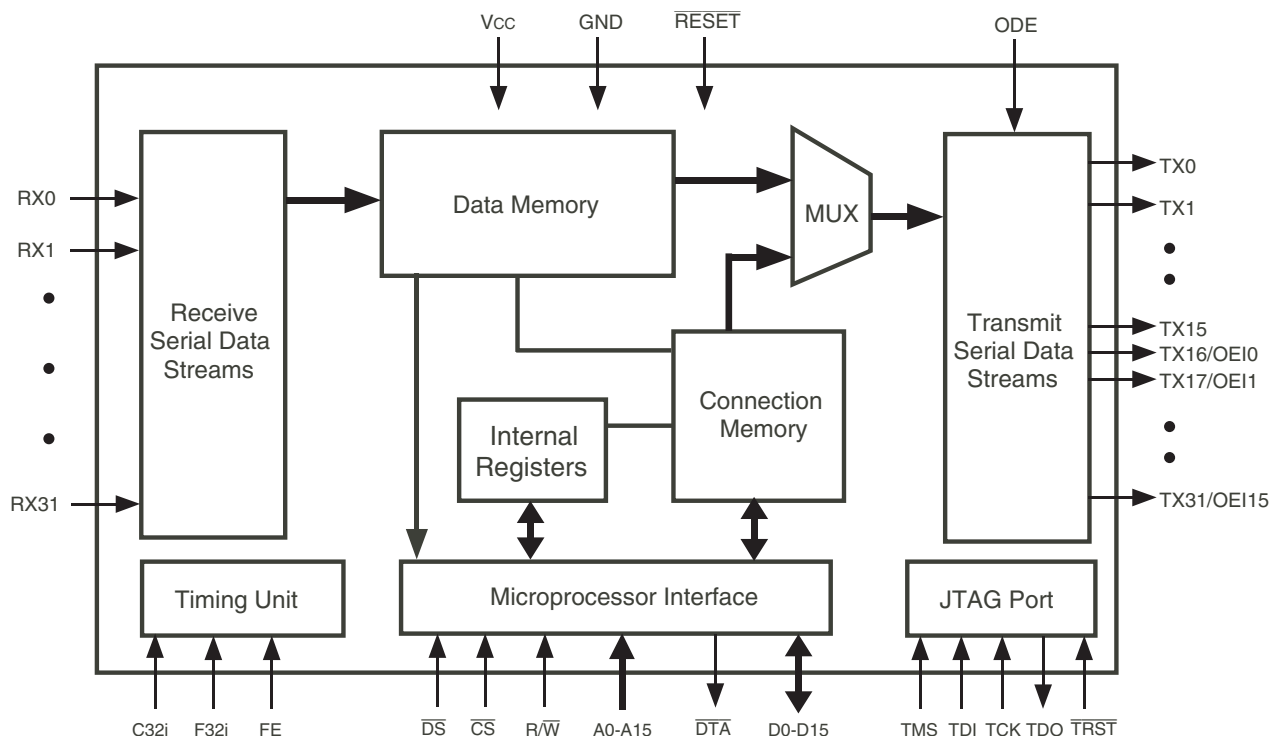 VCC
GND
RESET
ODE
RX0
RX1
RX31
Receive
Serial Data
Streams
Data Memory
MUX
Internal
Registers
Connection
Memory
Transmit
Serial Data
Streams
TX0
TX1
TX15
TX16/OEI0
TX17/OEI1
TX31/OEI15
Timing Unit
Microprocessor Interface
JTAG Port
C32i
F32i
FE
DS
CS
R/W
A0-A15
DTA
D0-D15
TMS
TDI
TCK
TDO
TRST